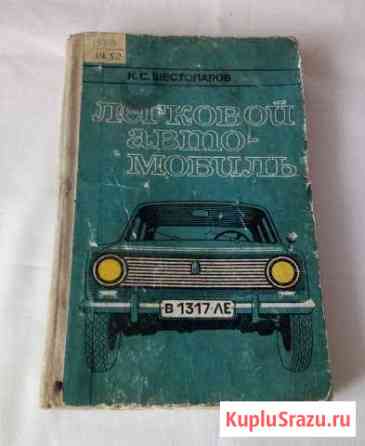 К.С. ШЕСТОПАЛОВ
ЛЕГКОВОЙ
АВТО-
МОБИЛЬ
В 1317 ЛЕ
KupluSrazu.ru